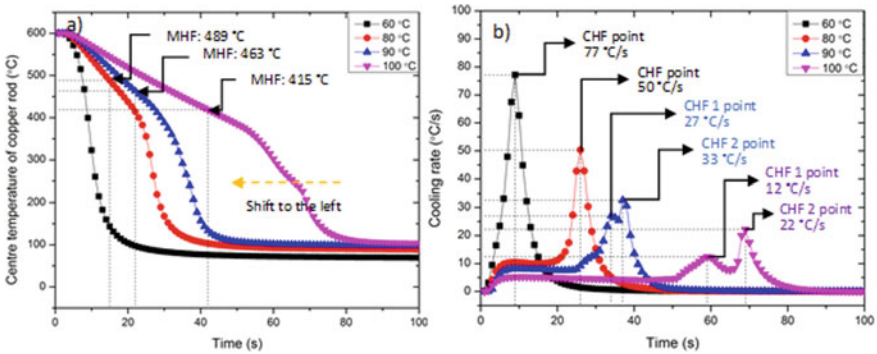 a)
MHF: 489 °C
MHF: 463 °C
MHF: 415 °C
60 °C
80 °C
90 °C
100 °C
Shift to the left
Centre temperature of copper rod (°C)
600
500
400
300
200
100
0
0 20 40 60 80 100
Time (s)
b)
CHF point
77 °C/s
CHF point
50 °C/s
CHF 1 point
27 °C/s
CHF 2 point
33 °C/s
CHF 1 point
12 °C/s
CHF 2 point
22 °C/s
60 °C
80 °C
90 °C
100 °C
Cooling rate (°C/s)
100
90
80
70
60
50
40
30
20
10
0
0 20 40 60 80 100
Time (s)